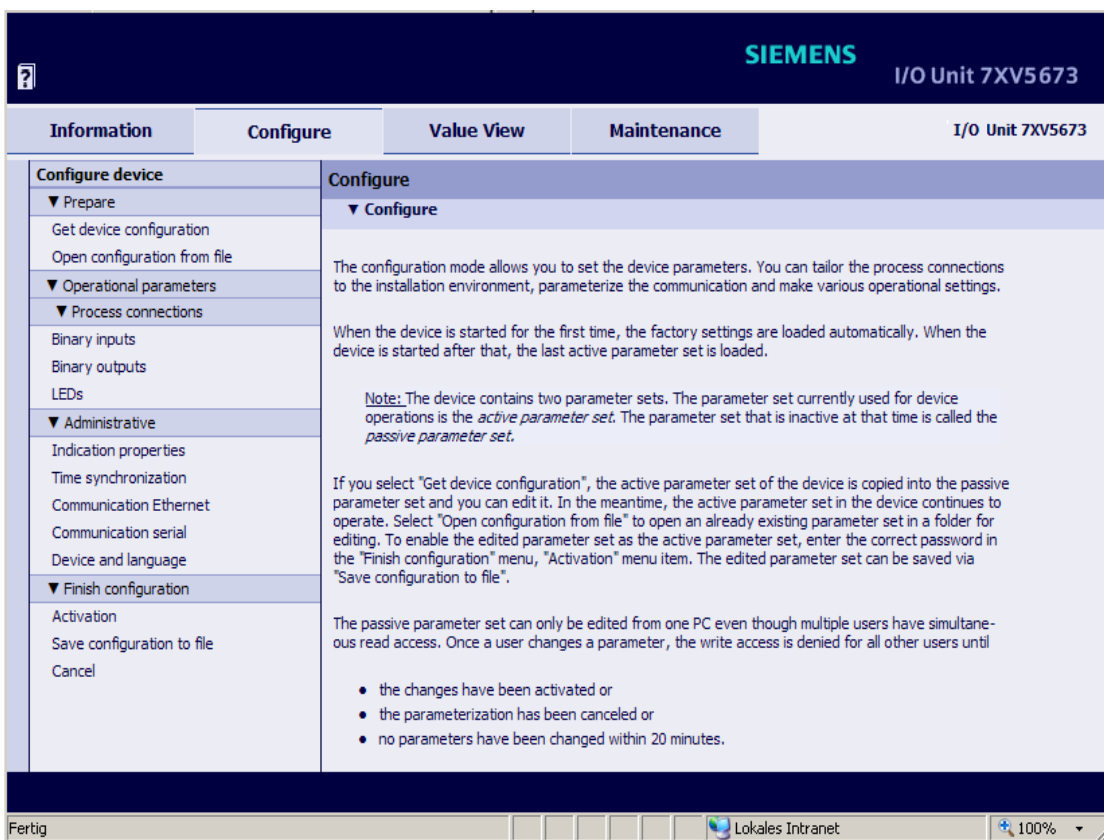 ?
SIEMENS
I/O Unit 7XV5673
Information
Configure
Value View
Maintenance
I/O Unit 7XV5673
Configure device
▼ Prepare
Get device configuration
Open configuration from file
▼ Operational parameters
▼ Process connections
Binary inputs
Binary outputs
LEDs
▼ Administrative
Indication properties
Time synchronization
Communication Ethernet
Communication serial
Device and language
▼ Finish configuration
Activation
Save configuration to file
Cancel
Configure
▼ Configure
The configuration mode allows you to set the device parameters. You can tailor the process connections
to the installation environment, parameterize the communication and make various operational settings.
When the device is started for the first time, the factory settings are loaded automatically. When the
device is started after that, the last active parameter set is loaded.
Note: The device contains two parameter sets. The parameter set currently used for device
operations is the active parameter set. The parameter set that is inactive at that time is called the
passive parameter set.
If you select "Get device configuration", the active parameter set of the device is copied into the passive
parameter set and you can edit it. In the meantime, the active parameter set in the device continues to
operate. Select "Open configuration from file" to open an already existing parameter set in a folder for
editing. To enable the edited parameter set as the active parameter set, enter the correct password in
the "Finish configuration" menu, "Activation" menu item. The edited parameter set can be saved via
"Save configuration to file".
The passive parameter set can only be edited from one PC even though multiple users have simultane-
ous read access. Once a user changes a parameter, the write access is denied for all other users until
● the changes have been activated or
● the parameterization has been canceled or
● no parameters have been changed within 20 minutes.
Fertig
Lokales Intranet
100%